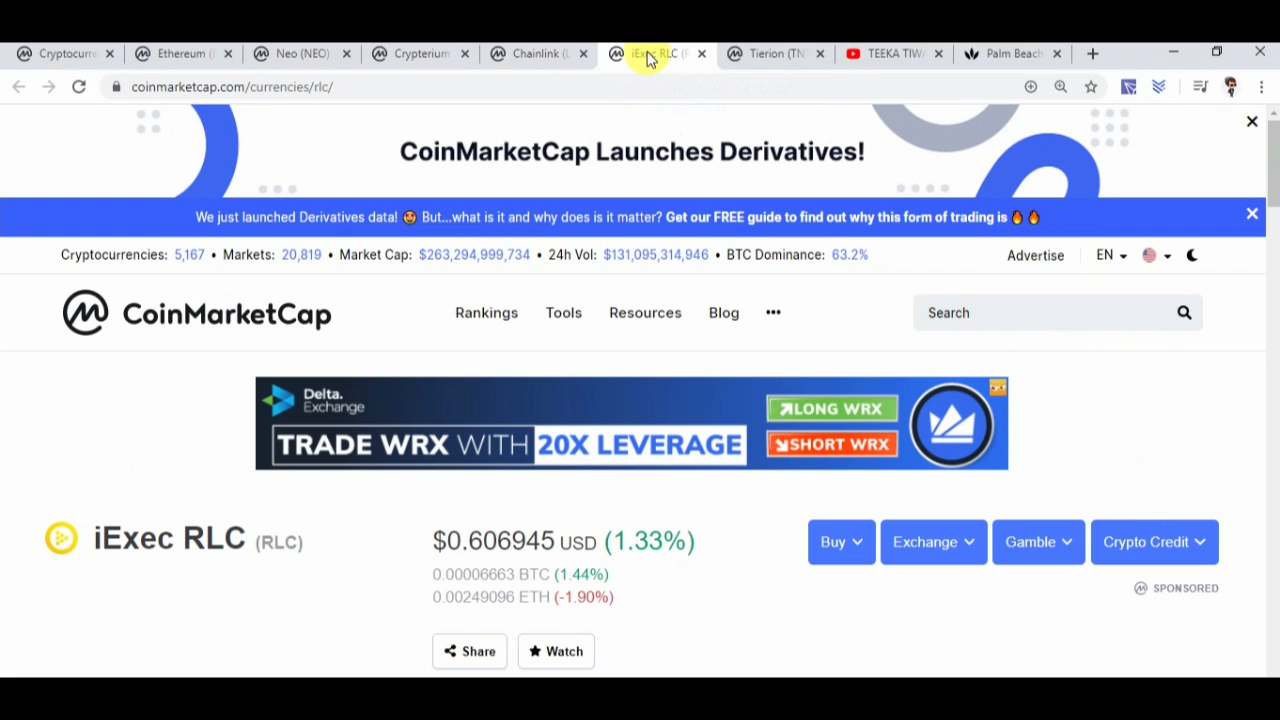 Cryptocurre
Ethereum (
Neo (NEO)
Crypterium
Chainlink (L
iExec RLC (R
Tierion (TN
TEEKA TIW
Palm Beach
coinmarketcap.com/currencies/rlc/
CoinMarketCap Launches Derivatives!
We just launched Derivatives data! 😍 But...what is it and why does is it matter? Get our FREE guide to find out why this form of trading is 🔥🔥
Cryptocurrencies: 5,167 • Markets: 20,819 • Market Cap: $263,294,999,734 • 24h Vol: $131,095,314,946 • BTC Dominance: 63.2%
Advertise
EN
CoinMarketCap
Rankings
Tools
Resources
Blog
•••
Search
Delta.
Exchange
TRADE WRX WITH 20X LEVERAGE
LONG WRX
SHORT WRX
iExec RLC (RLC)
$0.606945 USD (1.33%)
0.00006663 BTC (1.44%)
0.00249096 ETH (-1.90%)
Buy
Exchange
Gamble
Crypto Credit
SPONSORED
Share
Watch